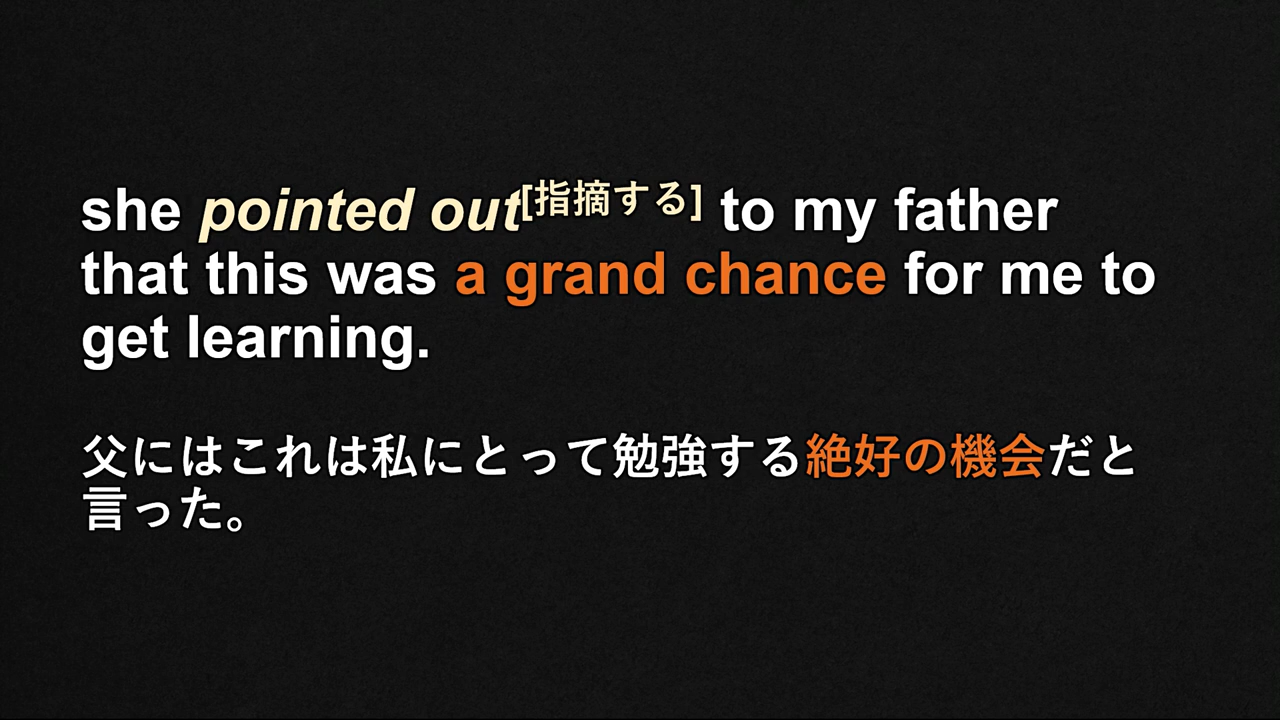 she pointed out[指摘する] to my father
that this was a grand chance for me to
get learning.
父にはこれは私にとって勉強する絶好の機会だと
言った。